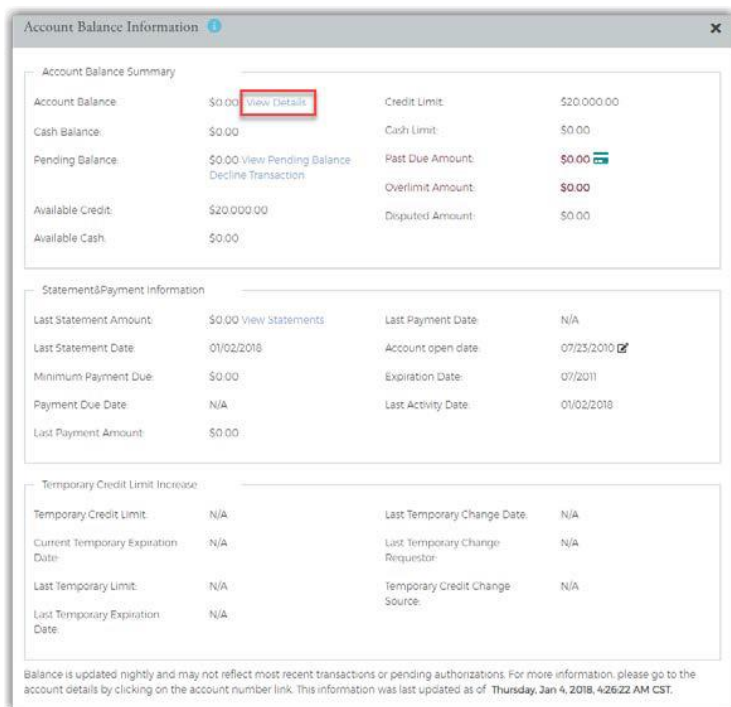 Account Balance Information
Account Balance Summary
Account Balance: $0.00 View Details Credit Limit: $20,000.00
Cash Balance: $0.00 Cash Limit: $0.00
Pending Balance: $0.00 View Pending Balance Past Due Amount: $0.00
Decline Transaction
Overlimit Amount: $0.00
Available Credit: $20,000.00 Disputed Amount: $0.00
Available Cash: $0.00
Statement&Payment Information
Last Statement Amount: $0.00 View Statements Last Payment Date: N/A
Last Statement Date: 01/02/2018 Account open date: 07/23/2010
Minimum Payment Due: $0.00 Expiration Date: 07/2011
Payment Due Date: N/A Last Activity Date: 01/02/2018
Last Payment Amount: $0.00
Temporary Credit Limit Increase
Temporary Credit Limit: N/A Last Temporary Change Date: N/A
Current Temporary Expiration N/A Last Temporary Change N/A
Date: Requestor:
Last Temporary Limit: N/A Temporary Credit Change N/A
Source:
Last Temporary Expiration N/A
Date:
Balance is updated nightly and may not reflect most recent transactions or pending authorizations. For more information, please go to the
account details by clicking on the account number link. This information was last updated as of Thursday, Jan 4, 2018, 4:26:22 AM CST.